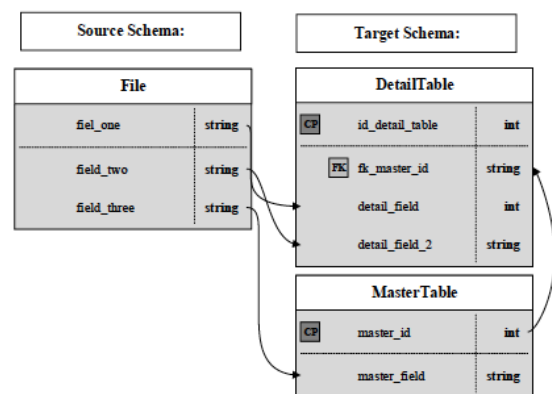 Source Schema:
Target Schema:
File
fiel_one string
field_two string
field_three string
DetailTable
CP id_detail_table int
FK fk_master_id string
detail_field int
detail_field_2 string
MasterTable
CP master_id int
master_field string